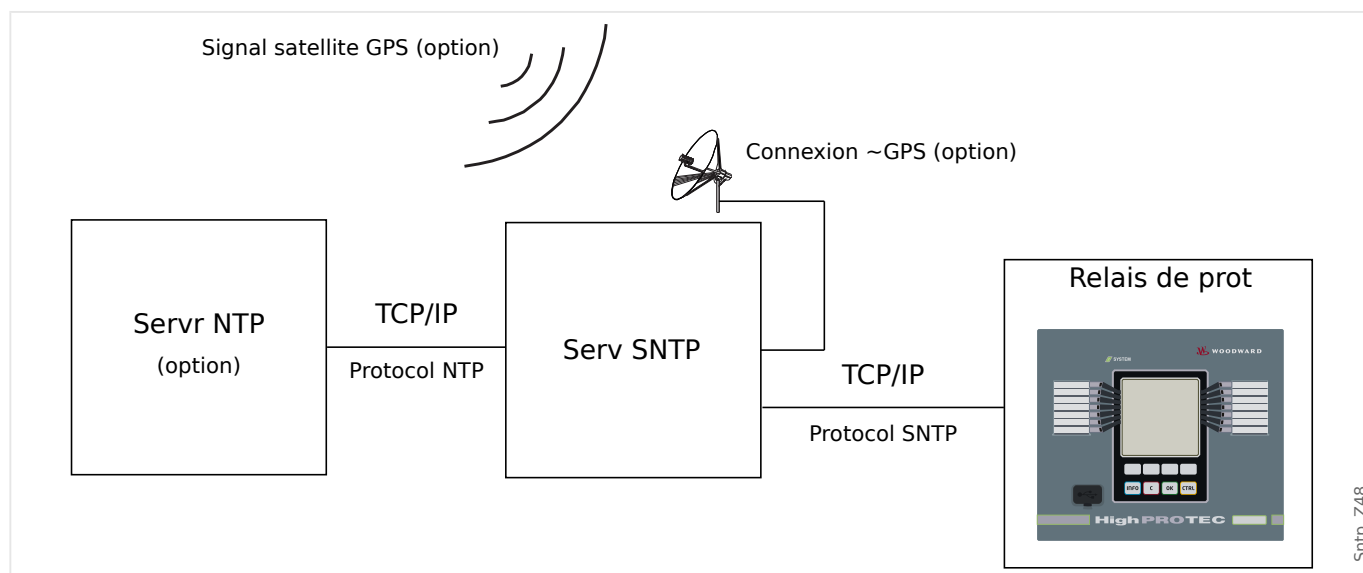 Signal satellite GPS (option)
Connexion ~GPS (option)
Servr NTP
(option)
TCP/IP
Protocol NTP
Serv SNTP
TCP/IP
Protocol SNTP
Relais de prot
WOODWARD
SYSTEM
INFO
C
OK
CTRL
HighPROTEC
Sntp_Z48